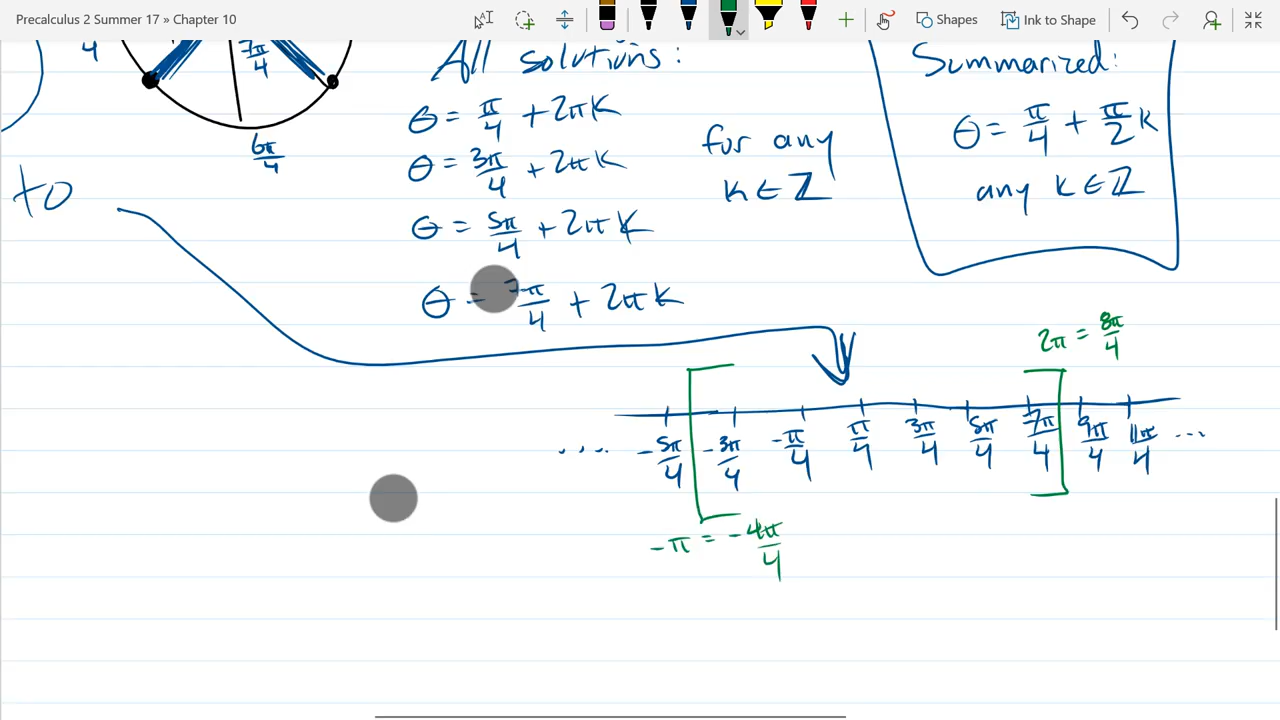 Precalculus 2 Summer 17 » Chapter 10
Shapes
Ink to Shape
4
7π/4
6π/4
to
All solutions:
θ = π/4 + 2πk
θ = 3π/4 + 2πk
θ = 5π/4 + 2πk
θ = 7π/4 + 2πk
for any
k ∈ ℤ
Summarized:
θ = π/4 + π/2 k
any k ∈ ℤ
2π = 8π/4
.... -5π/4 -3π/4 -π/4 π/4 3π/4 5π/4 7π/4 9π/4 11π/4 ...
-π = -4π/4